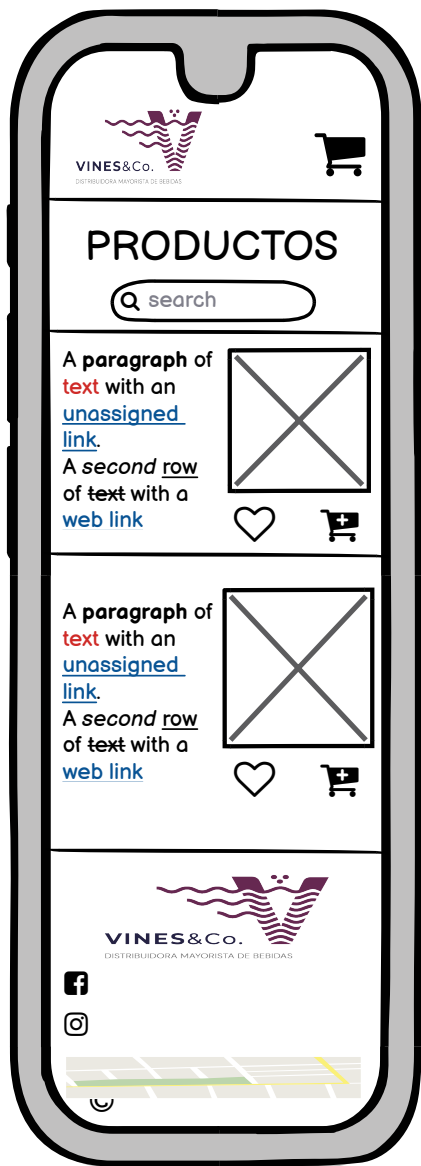 VINES&Co.
DISTRIBUIDORA MAYORISTA DE BEBIDAS
PRODUCTOS
search
A paragraph of
text with an
unassigned
link.
A second row
of text with a
web link
A paragraph of
text with an
unassigned
link.
A second row
of text with a
web link
VINES&Co.
DISTRIBUIDORA MAYORISTA DE BEBIDAS
©